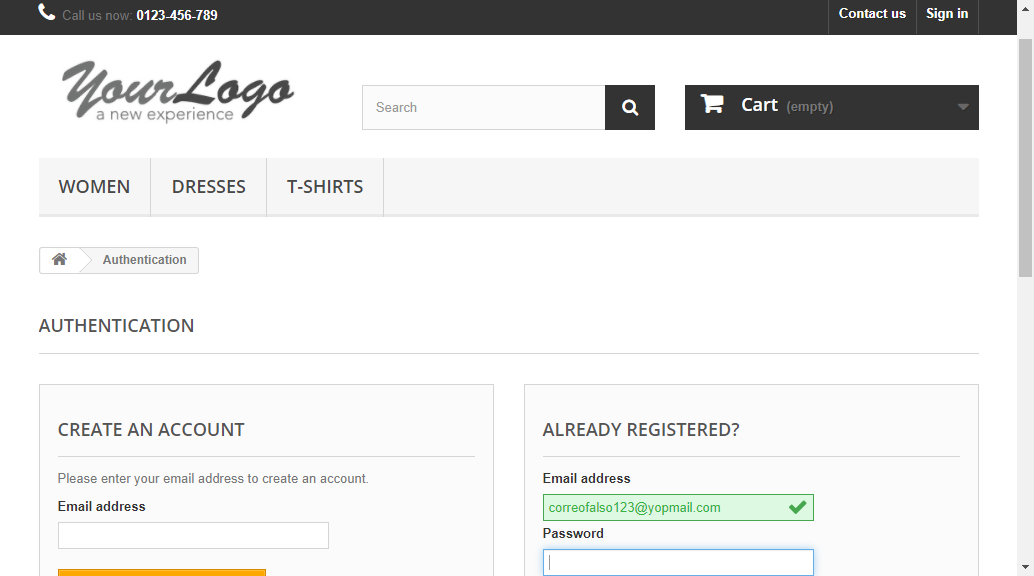 Call us now: 0123-456-789
Contact us
Sign in
YourLogo
a new experience
Search
Cart (empty)
WOMEN
DRESSES
T-SHIRTS
Authentication
AUTHENTICATION
CREATE AN ACCOUNT
Please enter your email address to create an account.
Email address
ALREADY REGISTERED?
Email address
correofalso123@yopmail.com
Password